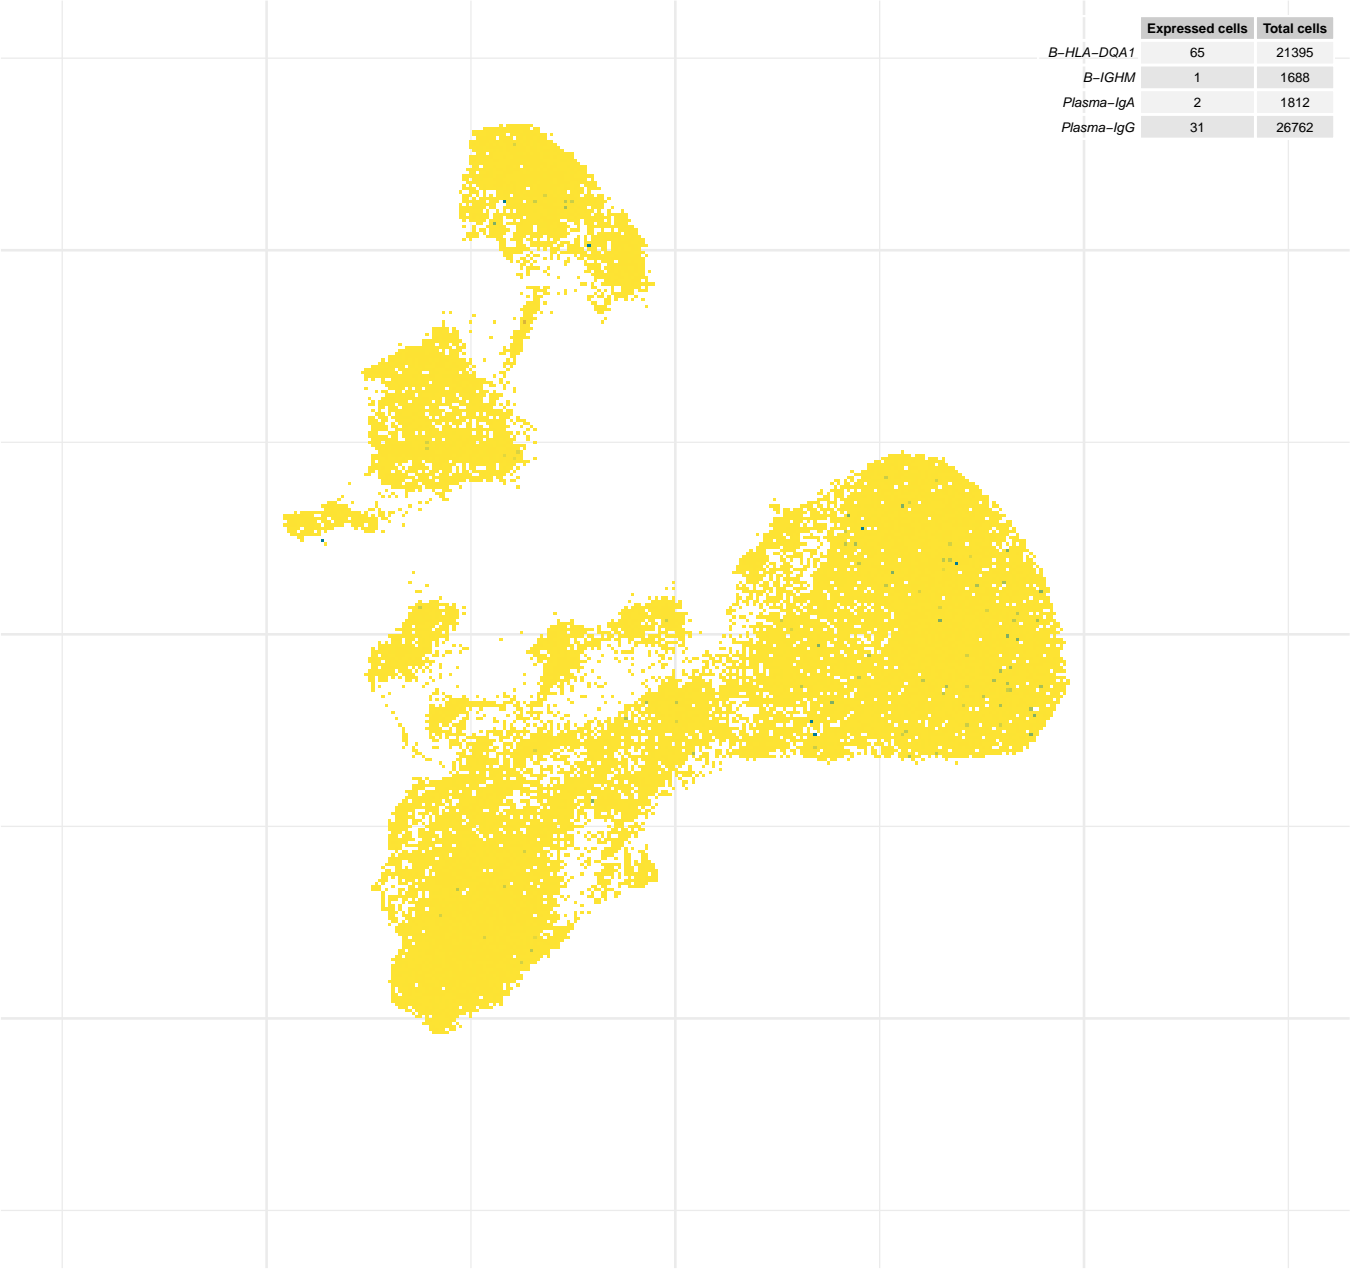 Expressed cells Total cells
B−HLA−DQA1 65 21395
B−IGHM 1 1688
Plasma−IgA 2 1812
Plasma−IgG 31 26762